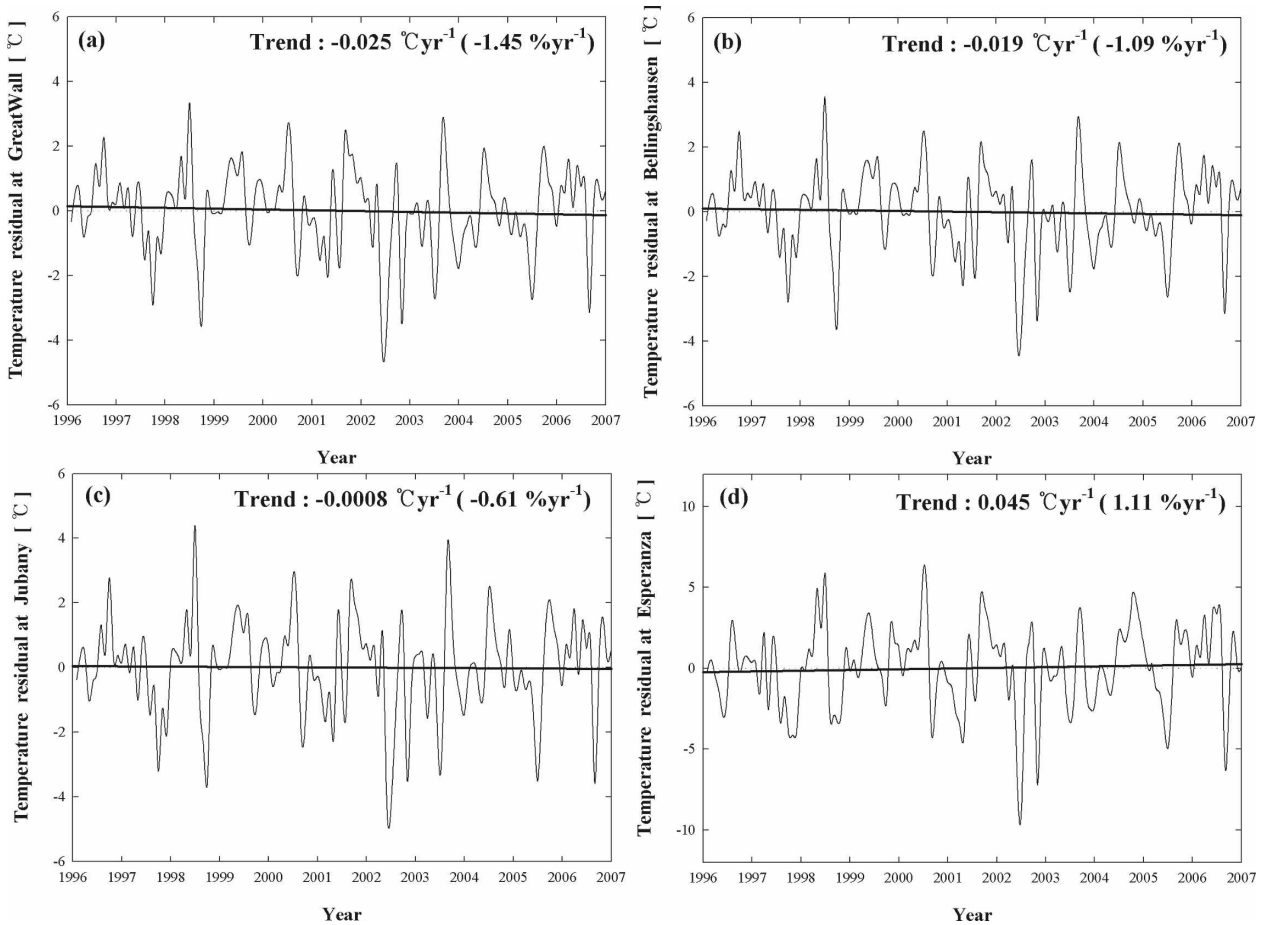 (a) Trend : -0.025 ℃yr-1 ( -1.45 %yr-1)
Temperature residual at GreatWall [ ℃ ]
6
4
2
0
-2
-4
-6
1996 1997 1998 1999 2000 2001 2002 2003 2004 2005 2006 2007
Year
(b) Trend : -0.019 ℃yr-1 ( -1.09 %yr-1)
Temperature residual at Bellingshausen [ ℃ ]
6
4
2
0
-2
-4
-6
1996 1997 1998 1999 2000 2001 2002 2003 2004 2005 2006 2007
Year
(c) Trend : -0.0008 ℃yr-1 ( -0.61 %yr-1)
Temperature residual at Jubany [ ℃ ]
6
4
2
0
-2
-4
-6
1996 1997 1998 1999 2000 2001 2002 2003 2004 2005 2006 2007
Year
(d) Trend : 0.045 ℃yr-1 ( 1.11 %yr-1)
Temperature residual at Esperanza [ ℃ ]
10
5
0
-5
-10
1996 1997 1998 1999 2000 2001 2002 2003 2004 2005 2006 2007
Year